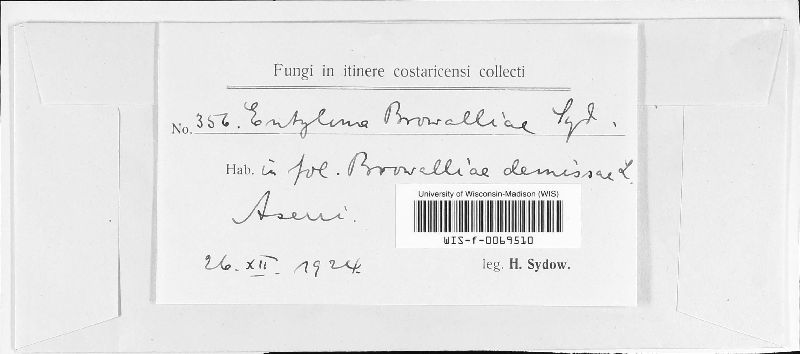 Fungi in itinere costaricensi collecti
No. 356. Entyloma Browalliae Syd.
Hab. in fol. Browalliae demissae L.
University of Wisconsin-Madison (WIS)
WIS-f-0069510
Aserri.
26. XII. 1924.
leg. H. Sydow.